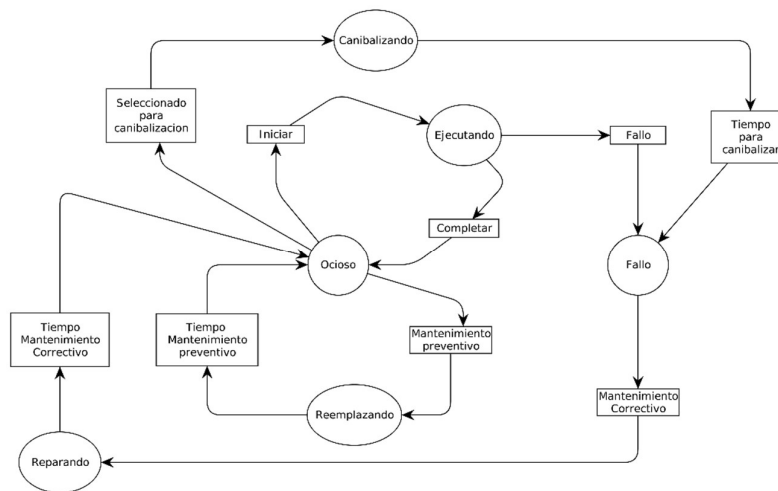 Canibalizando
Seleccionado
para
canibalizacion
Iniciar
Ejecutando
Fallo
Tiempo
para
canibalizar
Completar
Ocioso
Fallo
Tiempo
Mantenimiento
Correctivo
Tiempo
Mantenimiento
preventivo
Mantenimiento
preventivo
Reemplazando
Mantenimiento
Correctivo
Reparando